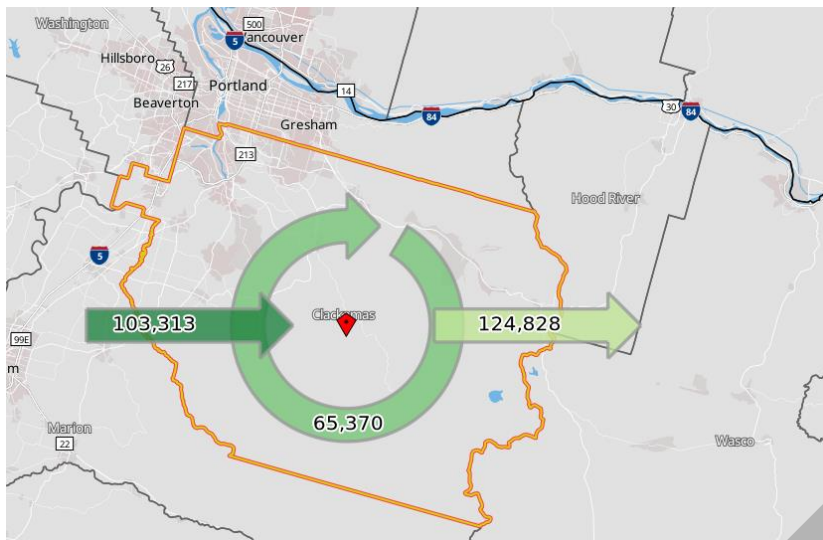 Washington
500
5
Vancouver
Hillsboro
26
217
Portland
14
Beaverton
84
30
84
Gresham
213
Hood River
5
103,313
Clackamas
124,828
99E
m
65,370
Marion
22
Wasco